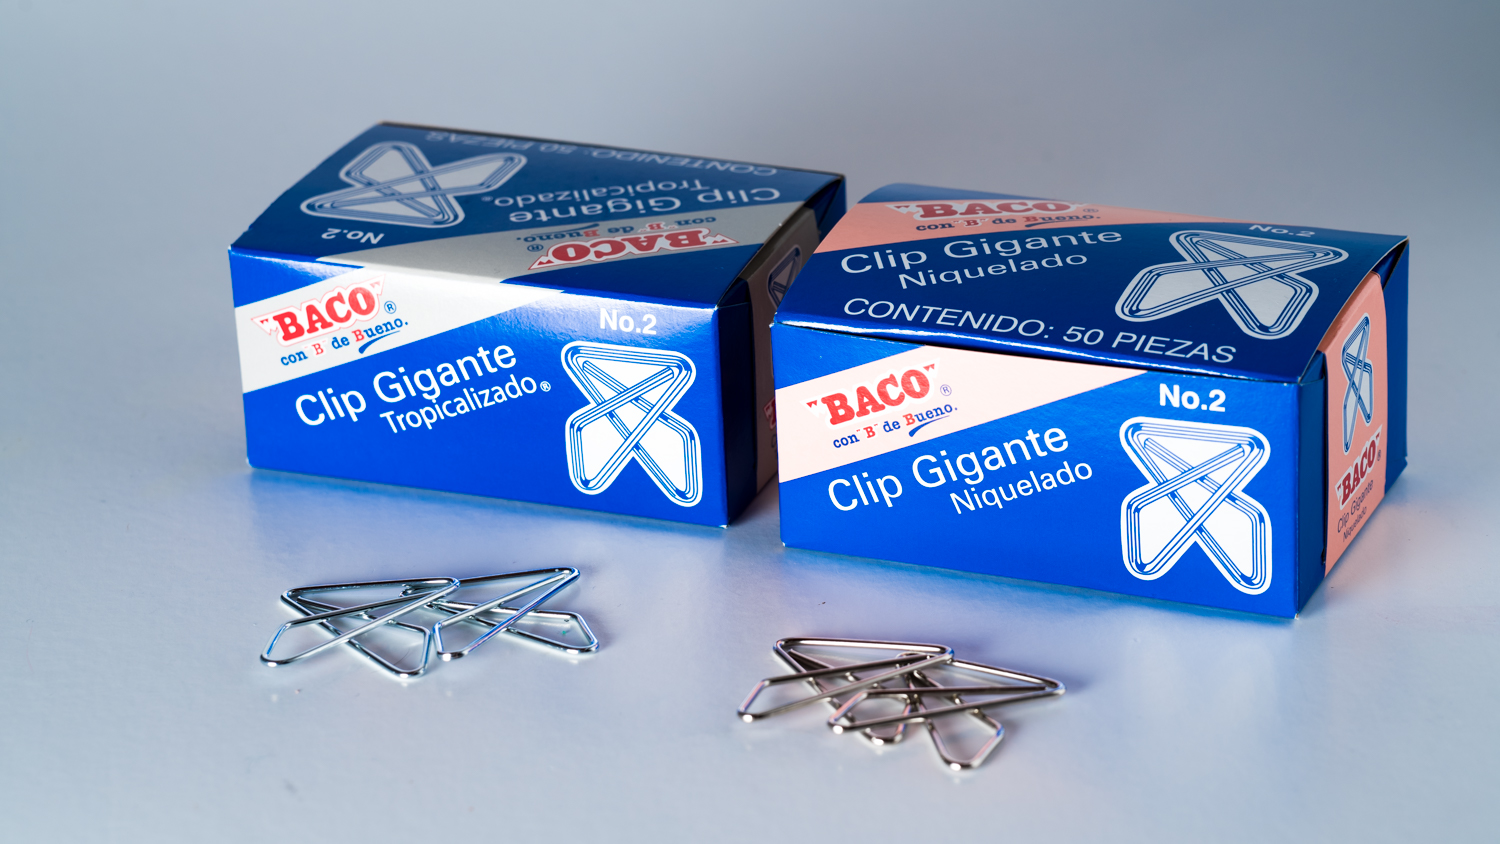 CONTENIDO: 50 PIEZAS
Clip Gigante
Tropicalizado®
No.2
"BACO"®
con "B" de Bueno.
"BACO"®
con "B" de Bueno.
No.2
Clip Gigante
Tropicalizado®
"BACO"®
con "B" de Bueno.
No.2
Clip Gigante
Niquelado
CONTENIDO: 50 PIEZAS
"BACO"®
con "B" de Bueno.
No.2
Clip Gigante
Niquelado
"BACO"®
Clip Gigante
Niquelado